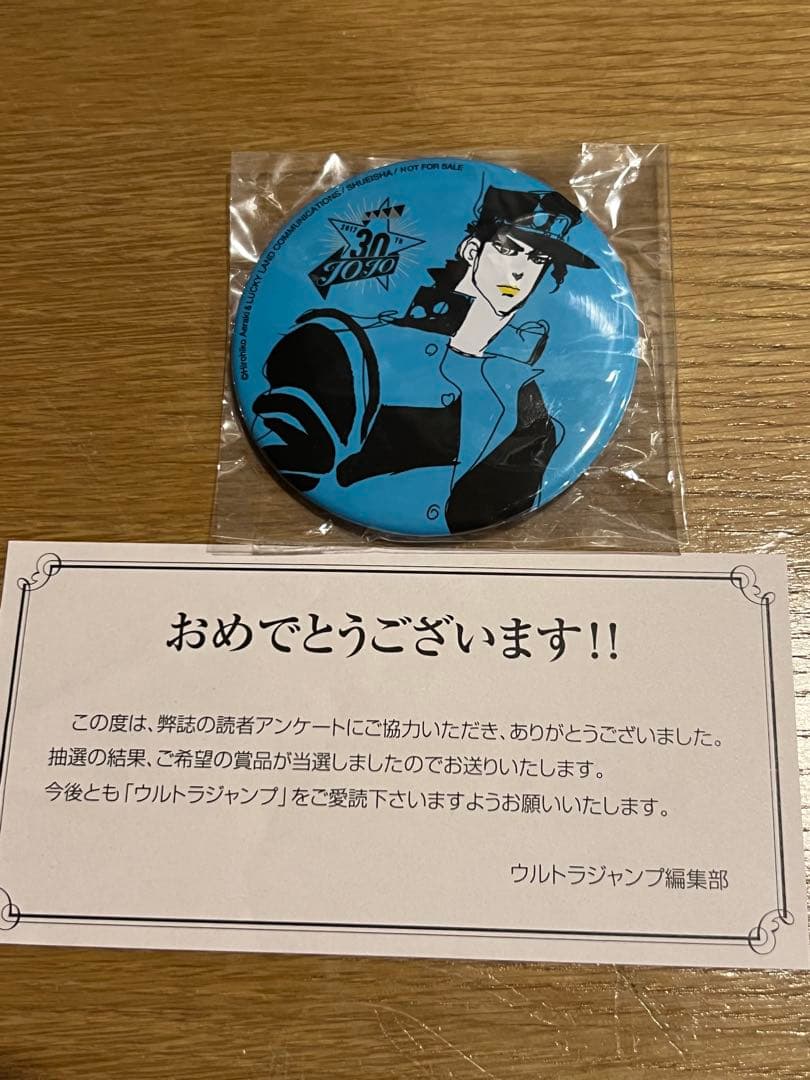 ©Hirohiko Aeraki & LUCKY LAND COMMUNICATIONS / SHUEISHA / NOT FOR SALE
2017
30
TH
JOJO
おめでとうございます!!
この度は、弊誌の読者アンケートにご協力いただき、ありがとうございました。
抽選の結果、ご希望の賞品が当選しましたのでお送りいたします。
今後とも「ウルトラジャンプ」をご愛読下さいますようお願いいたします。
ウルトラジャンプ編集部